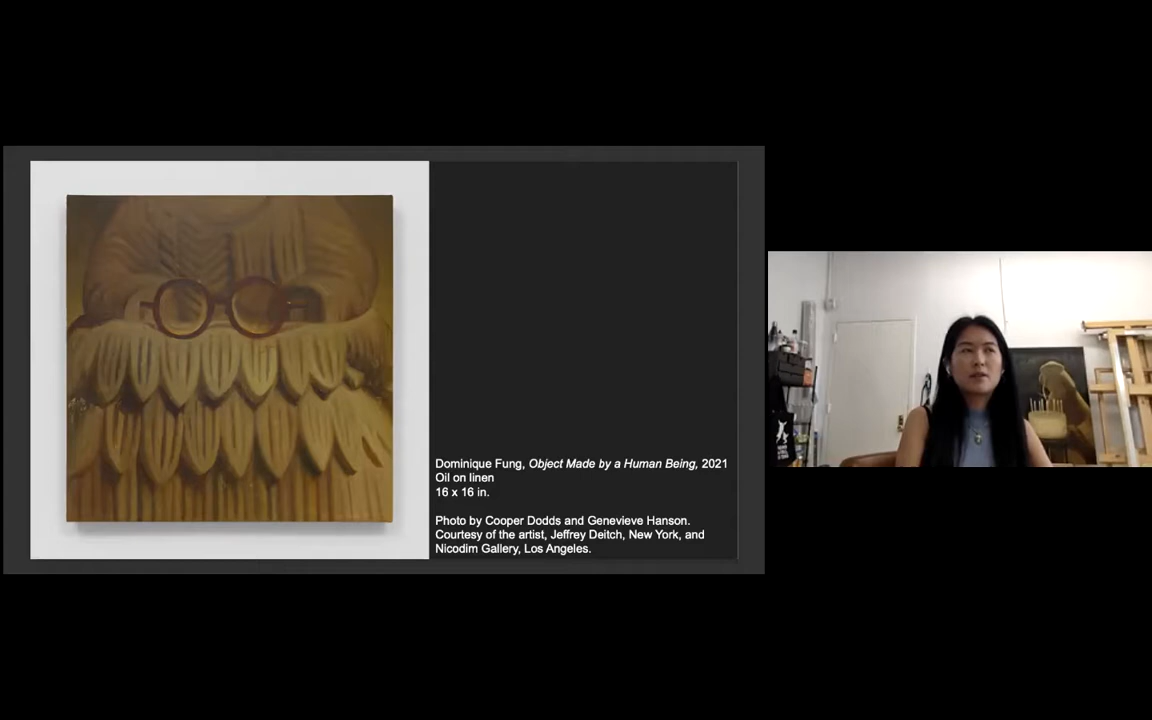 Dominique Fung, Object Made by a Human Being, 2021
Oil on linen
16 x 16 in.
Photo by Cooper Dodds and Genevieve Hanson.
Courtesy of the artist, Jeffrey Deitch, New York, and
Nicodim Gallery, Los Angeles.